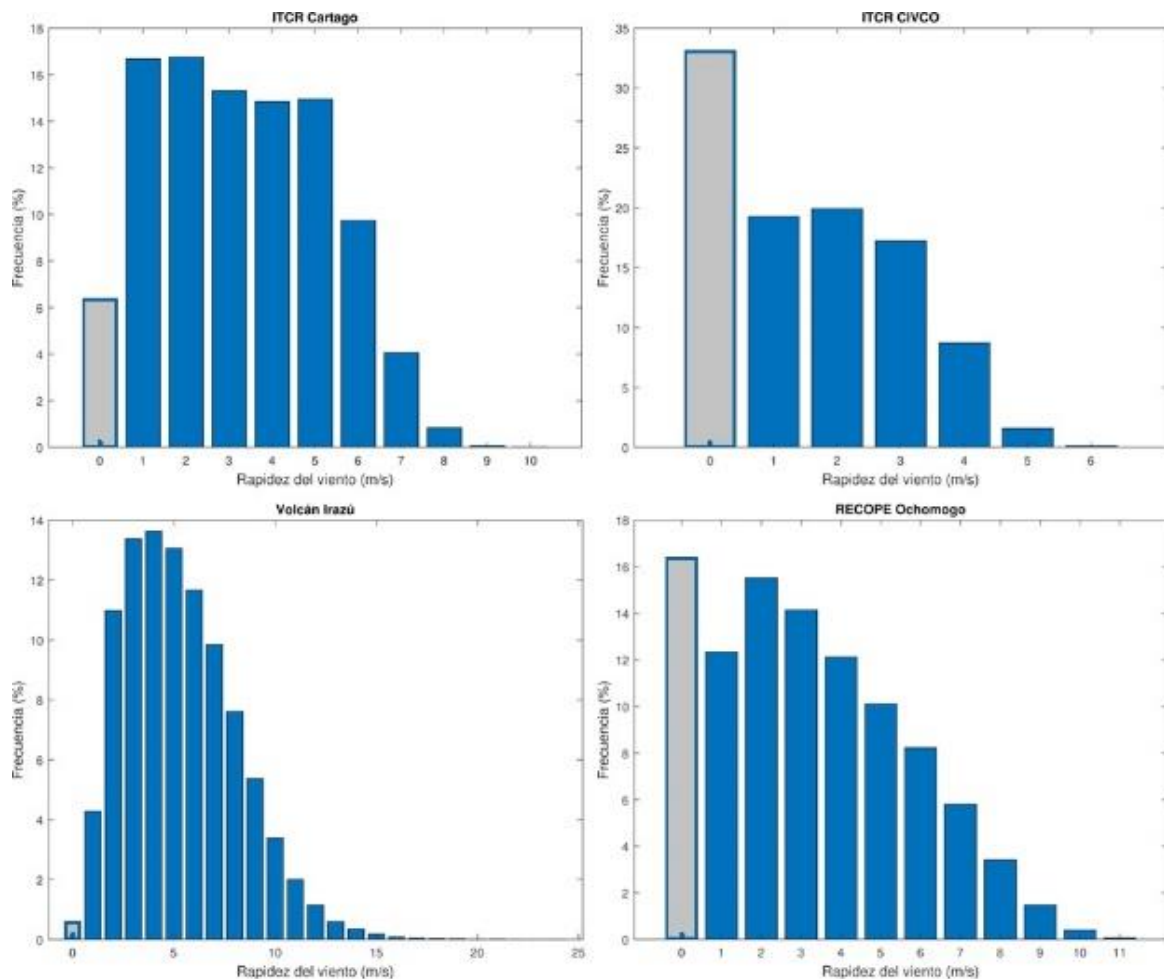 ITCR Cartago
18
16
14
12
10
8
6
4
2
0
Frecuencia (%)
0 1 2 3 4 5 6 7 8 9 10
Rapidez del viento (m/s)
ITCR CIVCO
35
30
25
20
15
10
5
0
Frecuencia (%)
0 1 2 3 4 5 6
Rapidez del viento (m/s)
Volcán Irazú
14
12
10
8
6
4
2
0
Frecuencia (%)
0 5 10 15 20 25
Rapidez del viento (m/s)
RECOPE Ochomogo
18
16
14
12
10
8
6
4
2
0
Frecuencia (%)
0 1 2 3 4 5 6 7 8 9 10 11
Rapidez del viento (m/s)